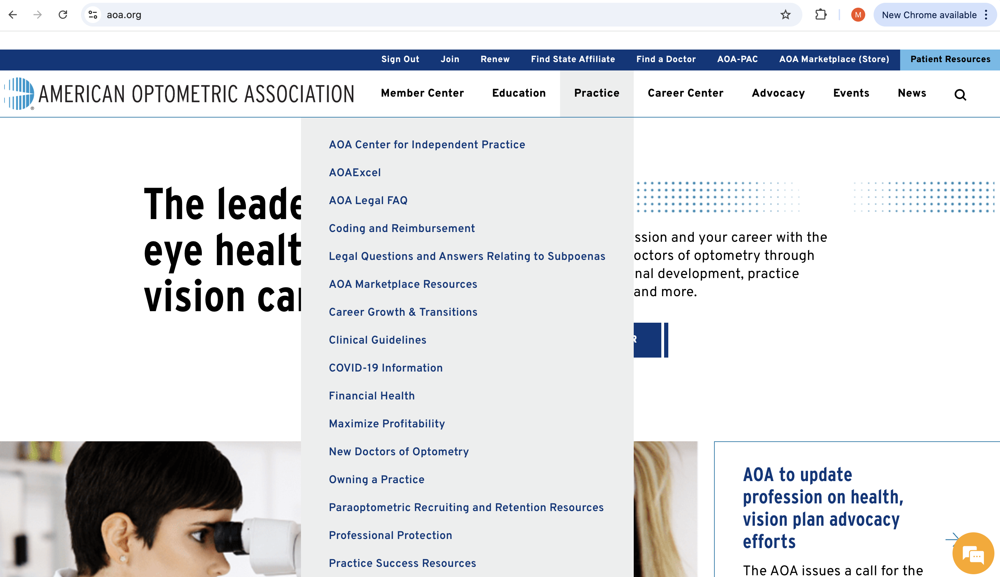 aoa.org
M
New Chrome available
Sign Out Join Renew Find State Affiliate Find a Doctor AOA-PAC AOA Marketplace (Store) Patient Resources
AMERICAN OPTOMETRIC ASSOCIATION
®
Member Center Education Practice Career Center Advocacy Events News
AOA Center for Independent Practice
AOAExcel
AOA Legal FAQ
Coding and Reimbursement
Legal Questions and Answers Relating to Subpoenas
AOA Marketplace Resources
Career Growth & Transitions
Clinical Guidelines
COVID-19 Information
Financial Health
Maximize Profitability
New Doctors of Optometry
Owning a Practice
Paraoptometric Recruiting and Retention Resources
Professional Protection
Practice Success Resources
The leade
eye healt
vision ca
ssion and your career with the
octors of optometry through
nal development, practice
and more.
R
AOA to update
profession on health,
vision plan advocacy
efforts
The AOA issues a call for the